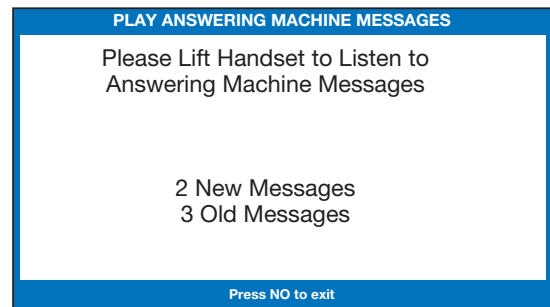 PLAY ANSWERING MACHINE MESSAGES
Please Lift Handset to Listen to
Answering Machine Messages
2 New Messages
3 Old Messages
Press NO to exit